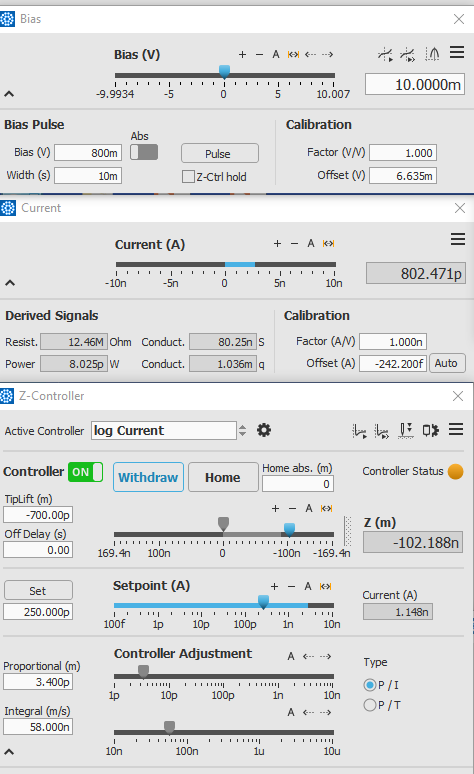 Bias
Bias (V) + − A
-9.9934 -5 0 5 10.007
10.0000m
Bias Pulse
Abs
Bias (V) 800m
Pulse
Width (s) 10m
Z-Ctrl hold
Calibration
Factor (V/V) 1.000
Offset (V) 6.635m
Current
Current (A) + − A
-10n -5n 0 5n 10n
802.471p
Derived Signals
Resist. 12.46M Ohm Conduct. 80.25n S
Power 8.025p W Conduct. 1.036m q
Calibration
Factor (A/V) 1.000n
Offset (A) -242.200f Auto
Z-Controller
Active Controller log Current
Controller ON Withdraw Home
Home abs. (m)
0
Controller Status
TipLift (m)
-700.00p
Off Delay (s)
0.00
+ − A
169.4n 100n 0 -100n -169.4n
Z (m)
-102.188n
Set
250.000p
Setpoint (A) + − A
100f 1p 10p 100p 1n 10n
Current (A)
1.148n
Controller Adjustment A
Proportional (m)
3.400p
1p 10p 100p 1n 10n
Integral (m/s)
58.000n
A
10n 100n 1u 10u
Type
P / I
P / T